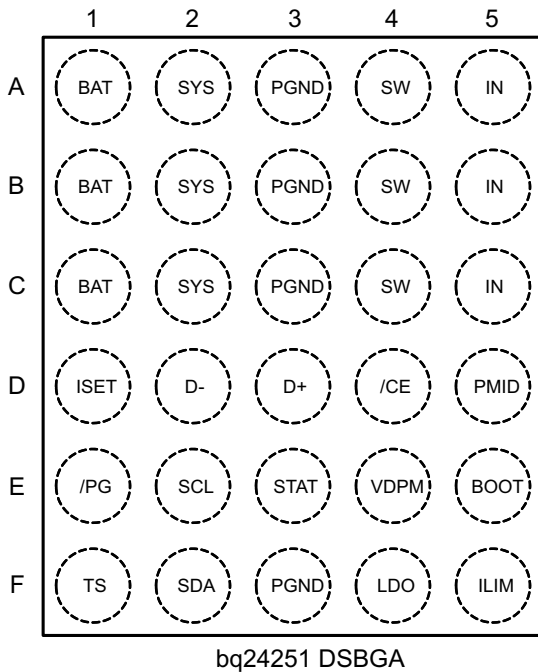 1 2 3 4 5
A BAT SYS PGND SW IN
B BAT SYS PGND SW IN
C BAT SYS PGND SW IN
D ISET D- D+ /CE PMID
E /PG SCL STAT VDPM BOOT
F TS SDA PGND LDO ILIM
bq24251 DSBGA